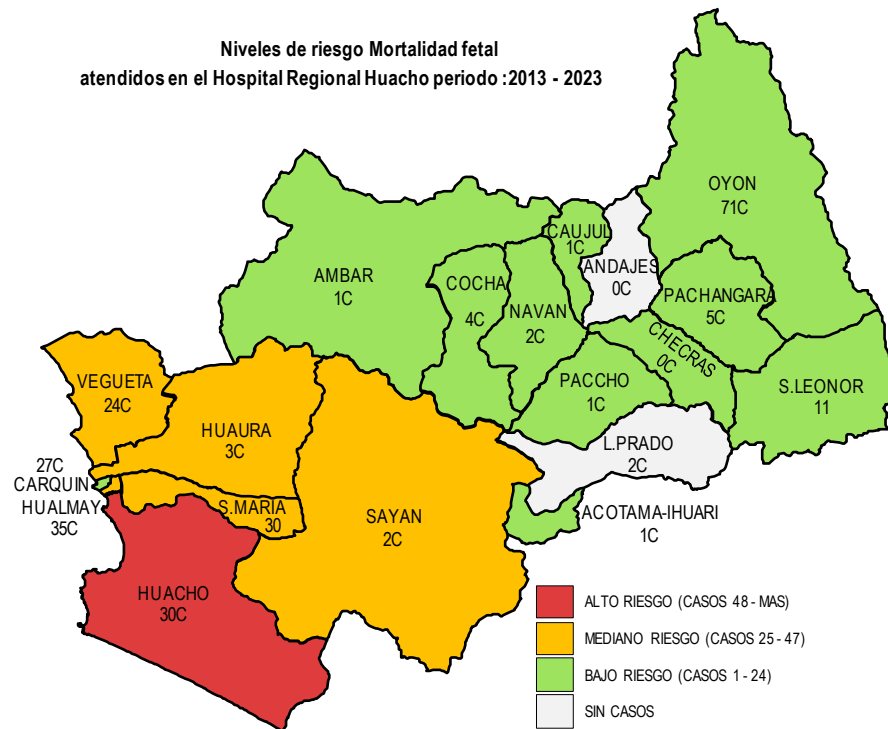 Niveles de riesgo Mortalidad fetal
atendidos en el Hospital Regional Huacho periodo :2013 - 2023
OYON
71C
CAUJUL
1C
ANDAJES
0C
AMBAR
1C
COCHA
4C
NAVAN
2C
PACHANGARA
5C
CHECRAS
0C
VEGUETA
24C
PACCHO
1C
S.LEONOR
11
HUAURA
3C
L.PRADO
2C
27C
CARQUIN
HUALMAY
35C
S.MARIA
30
SAYAN
2C
ACOTAMA-IHUARI
1C
HUACHO
30C
ALTO RIESGO (CASOS 48 - MAS)
MEDIANO RIESGO (CASOS 25 - 47)
BAJO RIESGO (CASOS 1 - 24)
SIN CASOS